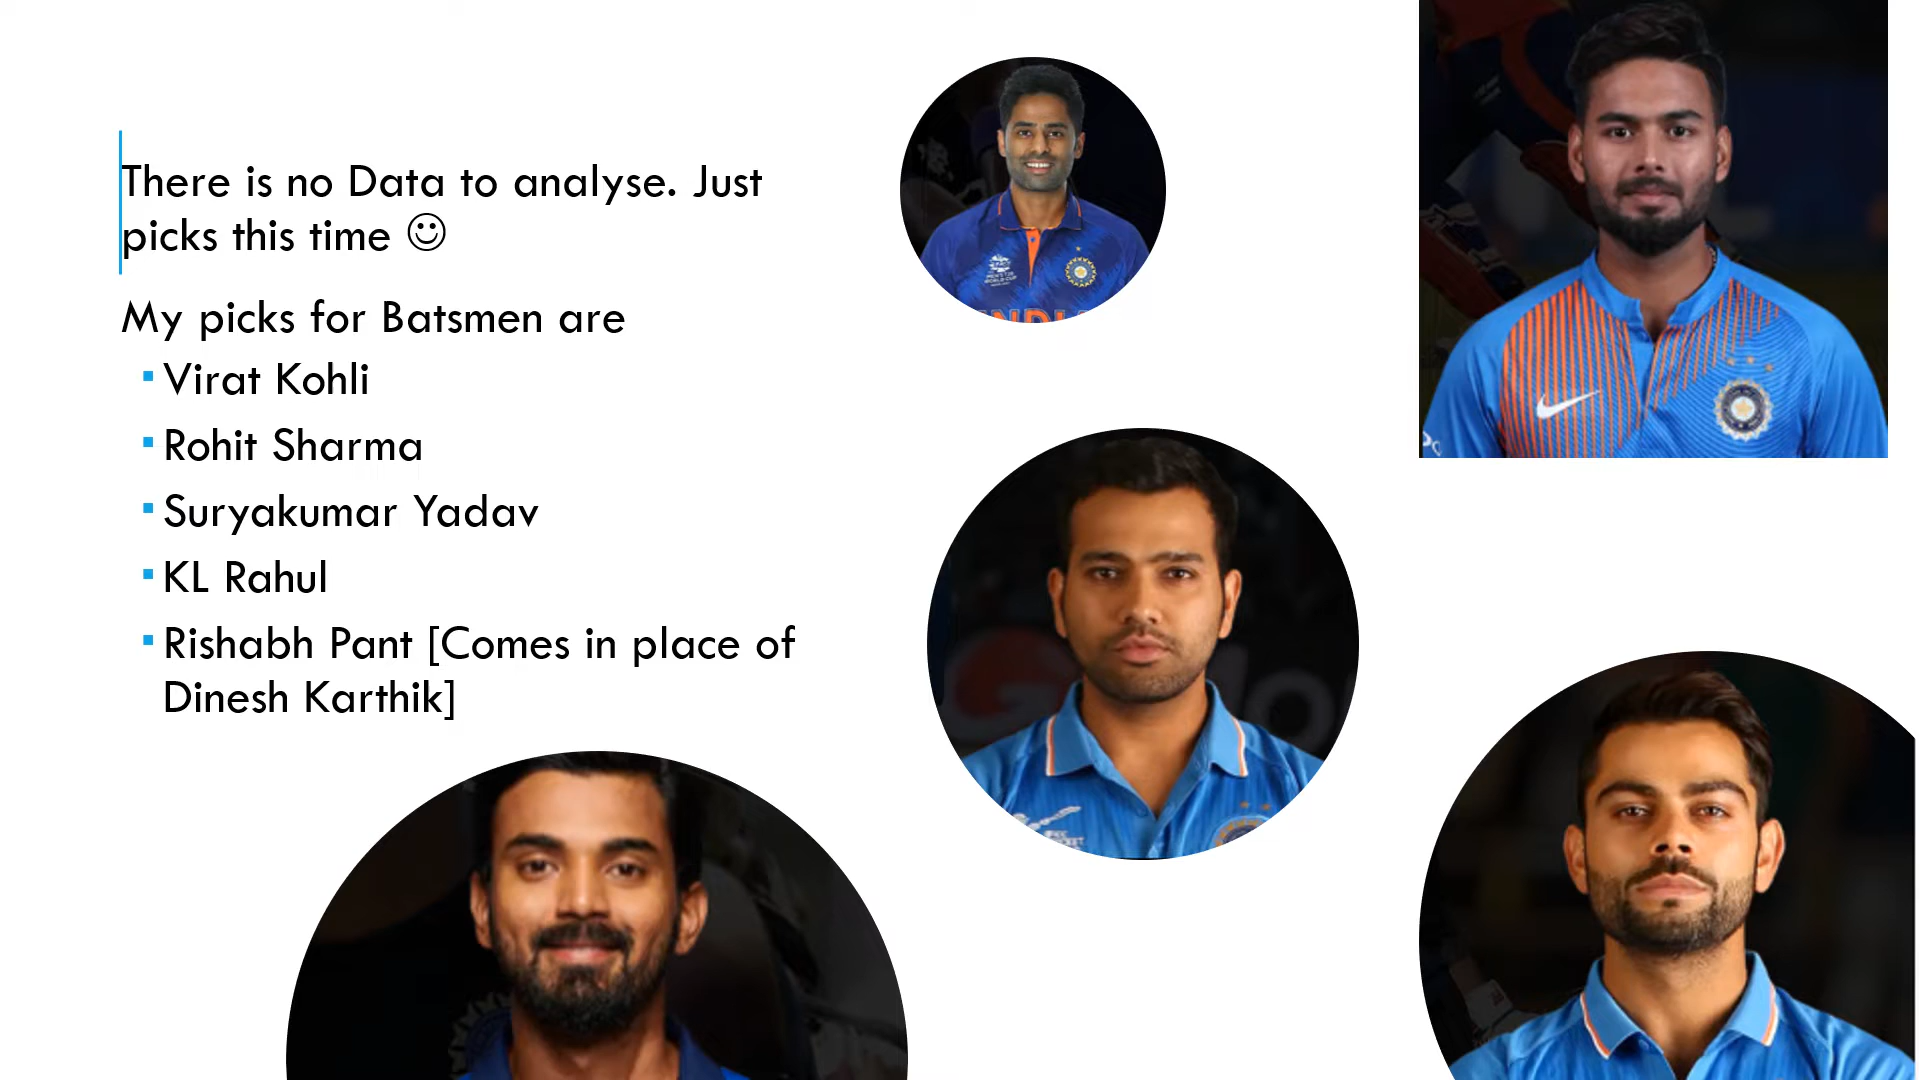 There is no Data to analyse. Just
picks this time ☺
My picks for Batsmen are
▪ Virat Kohli
▪ Rohit Sharma
▪ Suryakumar Yadav
▪ KL Rahul
▪ Rishabh Pant [Comes in place of
Dinesh Karthik]